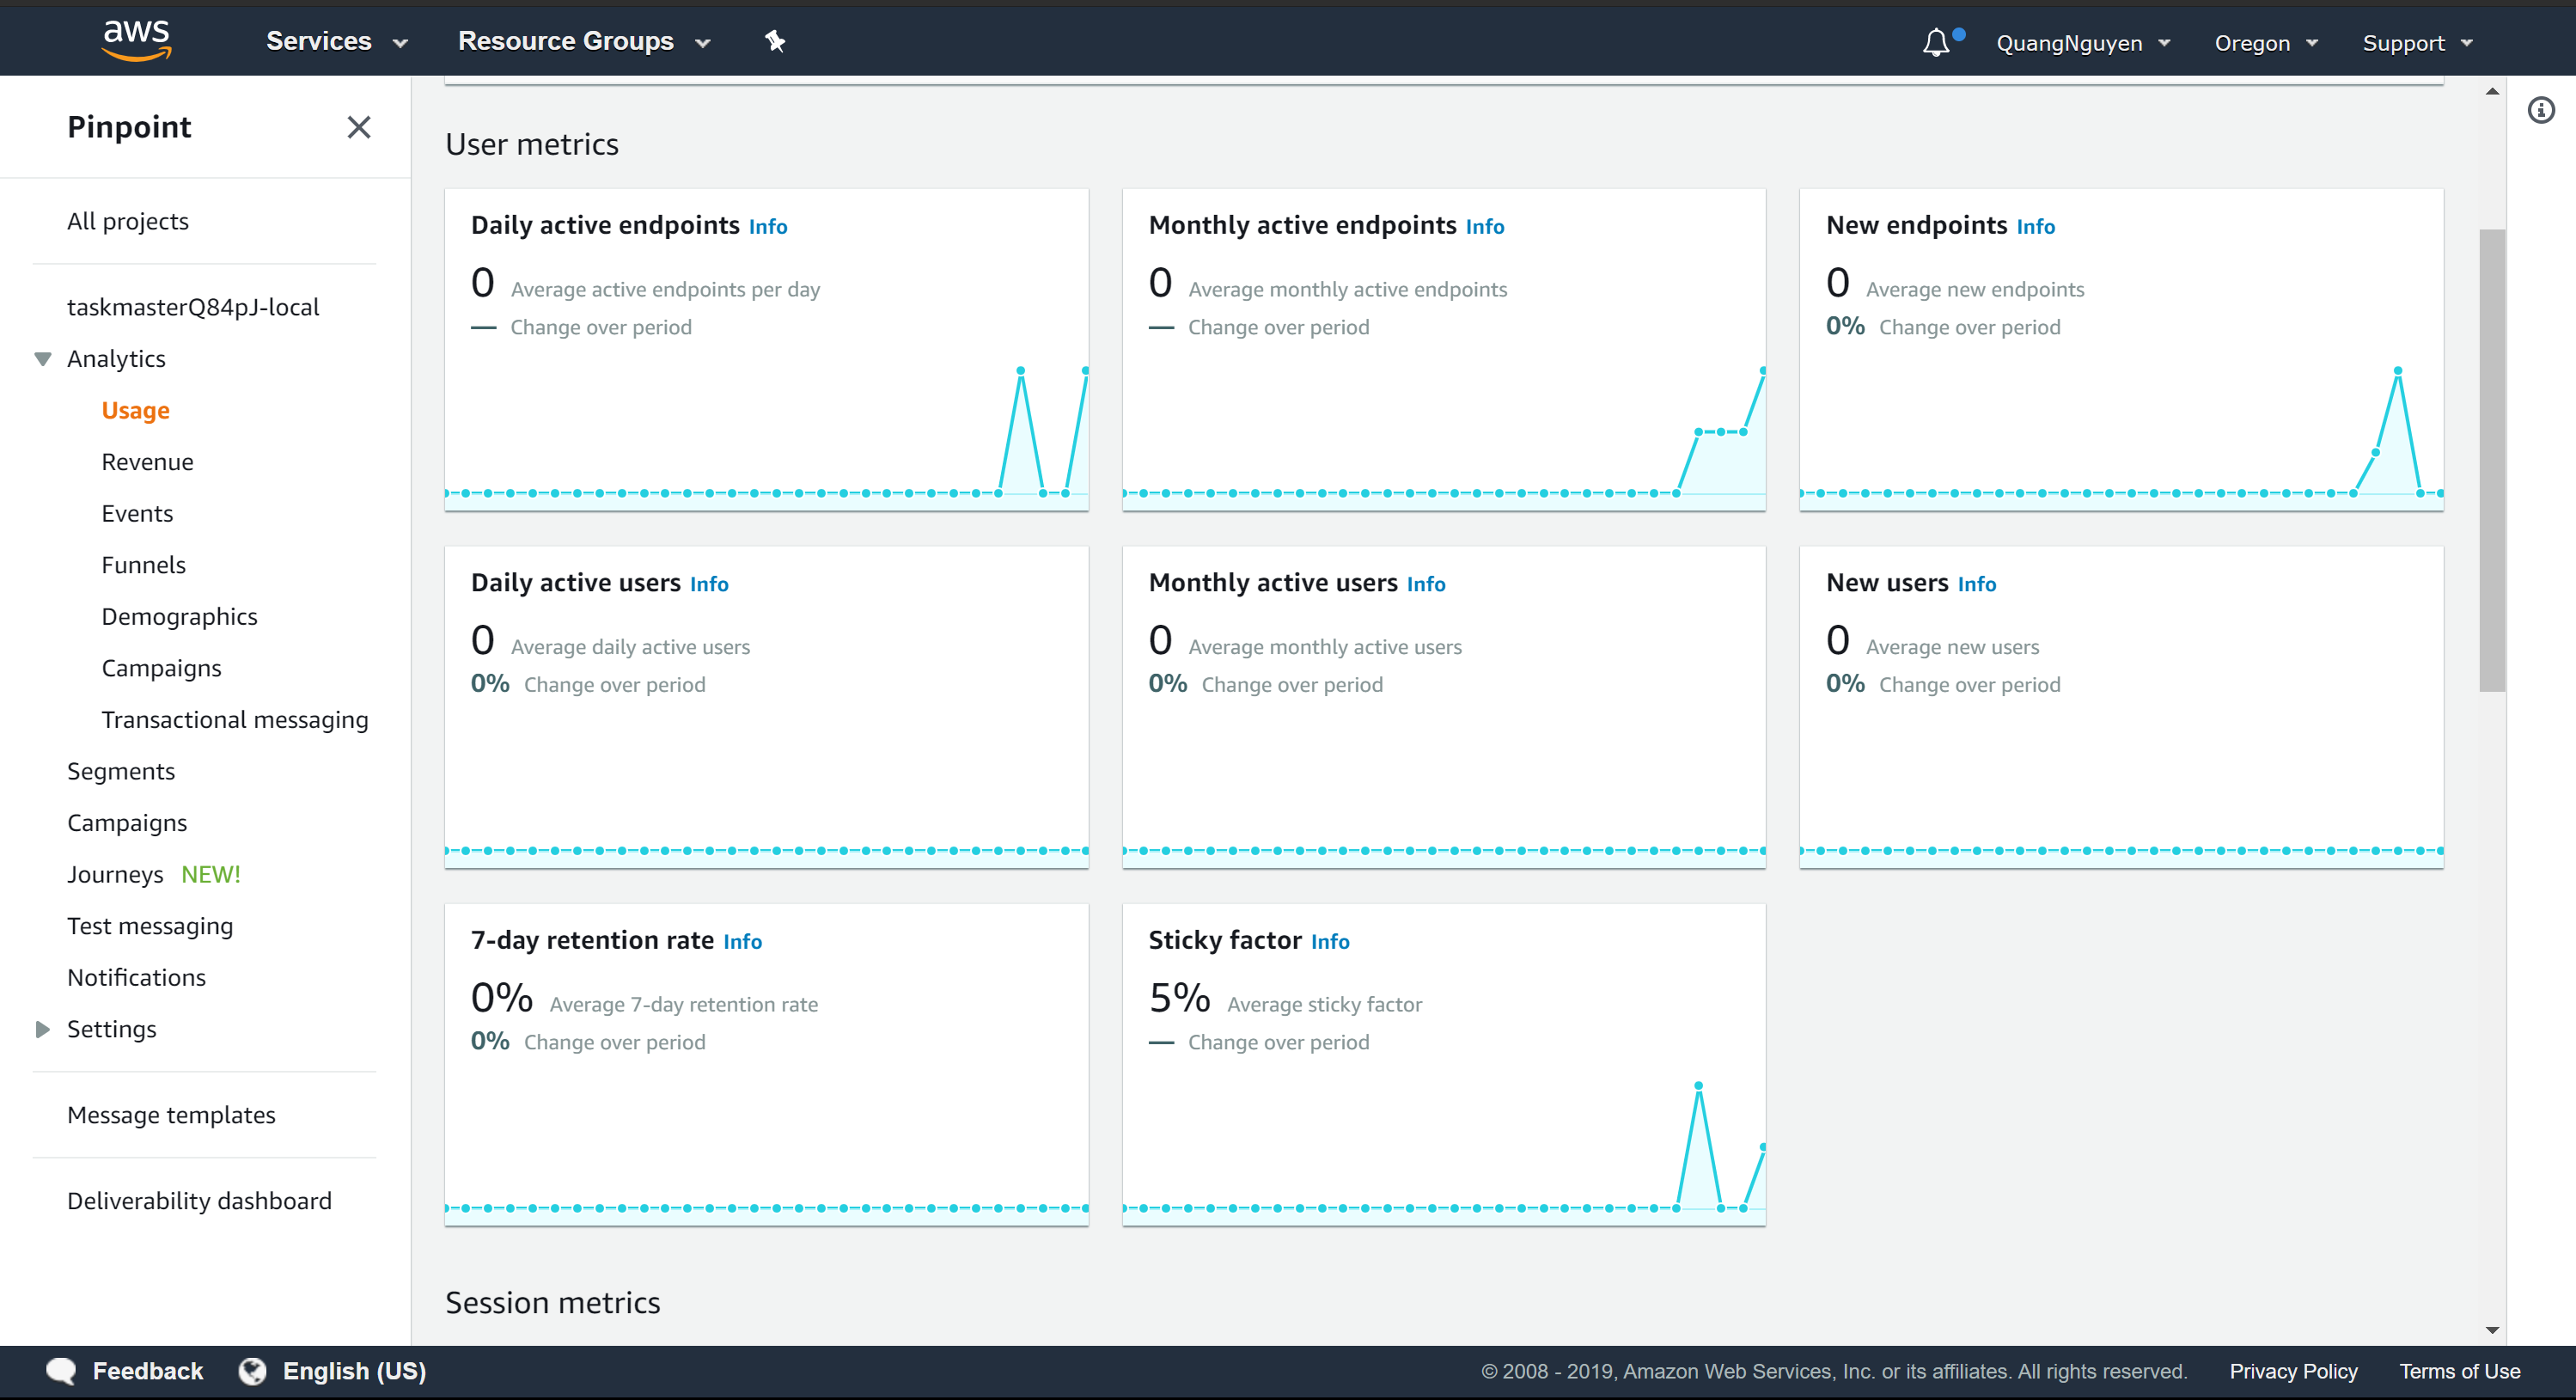 aws Services Resource Groups QuangNguyen Oregon Support
Pinpoint
All projects
taskmasterQ84pJ-local
Analytics
Usage
Revenue
Events
Funnels
Demographics
Campaigns
Transactional messaging
Segments
Campaigns
Journeys NEW!
Test messaging
Notifications
Settings
Message templates
Deliverability dashboard
User metrics
Daily active endpoints Info
0 Average active endpoints per day
— Change over period
Monthly active endpoints Info
0 Average monthly active endpoints
— Change over period
New endpoints Info
0 Average new endpoints
0% Change over period
Daily active users Info
0 Average daily active users
0% Change over period
Monthly active users Info
0 Average monthly active users
0% Change over period
New users Info
0 Average new users
0% Change over period
7-day retention rate Info
0% Average 7-day retention rate
0% Change over period
Sticky factor Info
5% Average sticky factor
— Change over period
Session metrics
Feedback English (US) © 2008 - 2019, Amazon Web Services, Inc. or its affiliates. All rights reserved. Privacy Policy Terms of Use